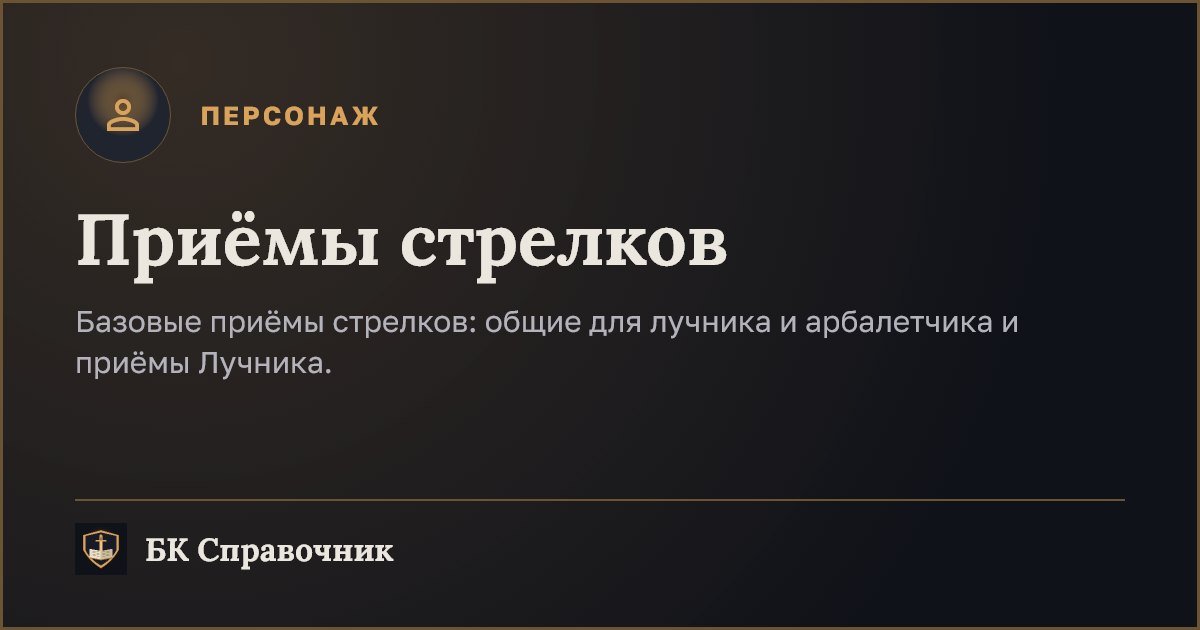 ПЕРСОНАЖ
Приёмы стрелков
Базовые приёмы стрелков: общие для лучника и арбалетчика и
приёмы Лучника.
БК Справочник